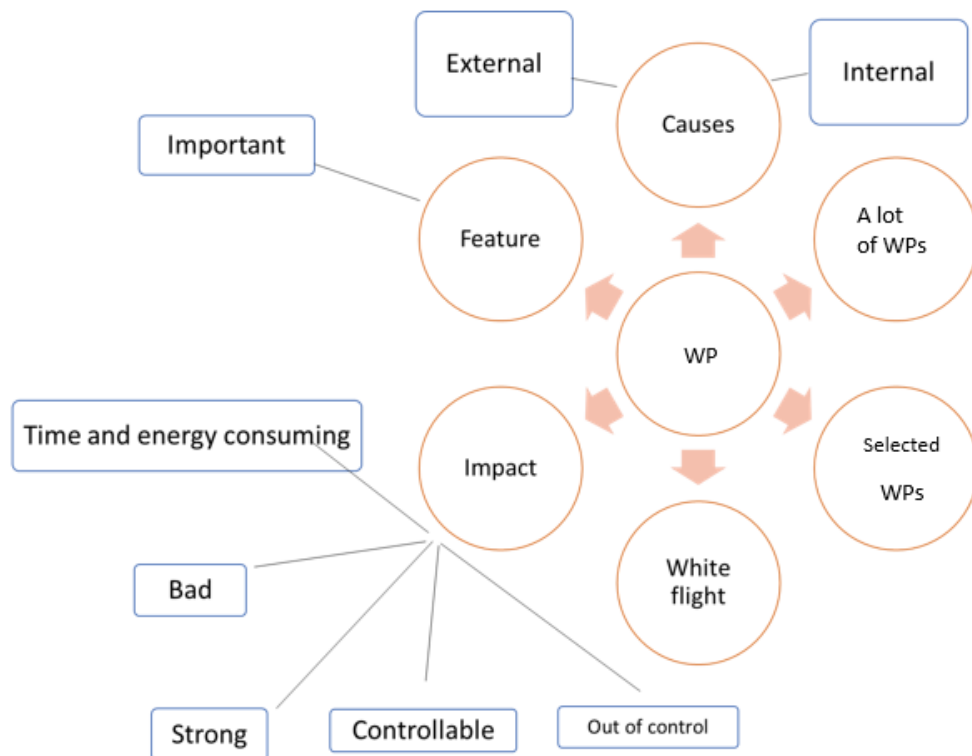 External
Internal
Causes
Important
A lot
of WPs
Feature
WP
Time and energy consuming
Impact
Selected
WPs
White
flight
Bad
Strong
Controllable
Out of control